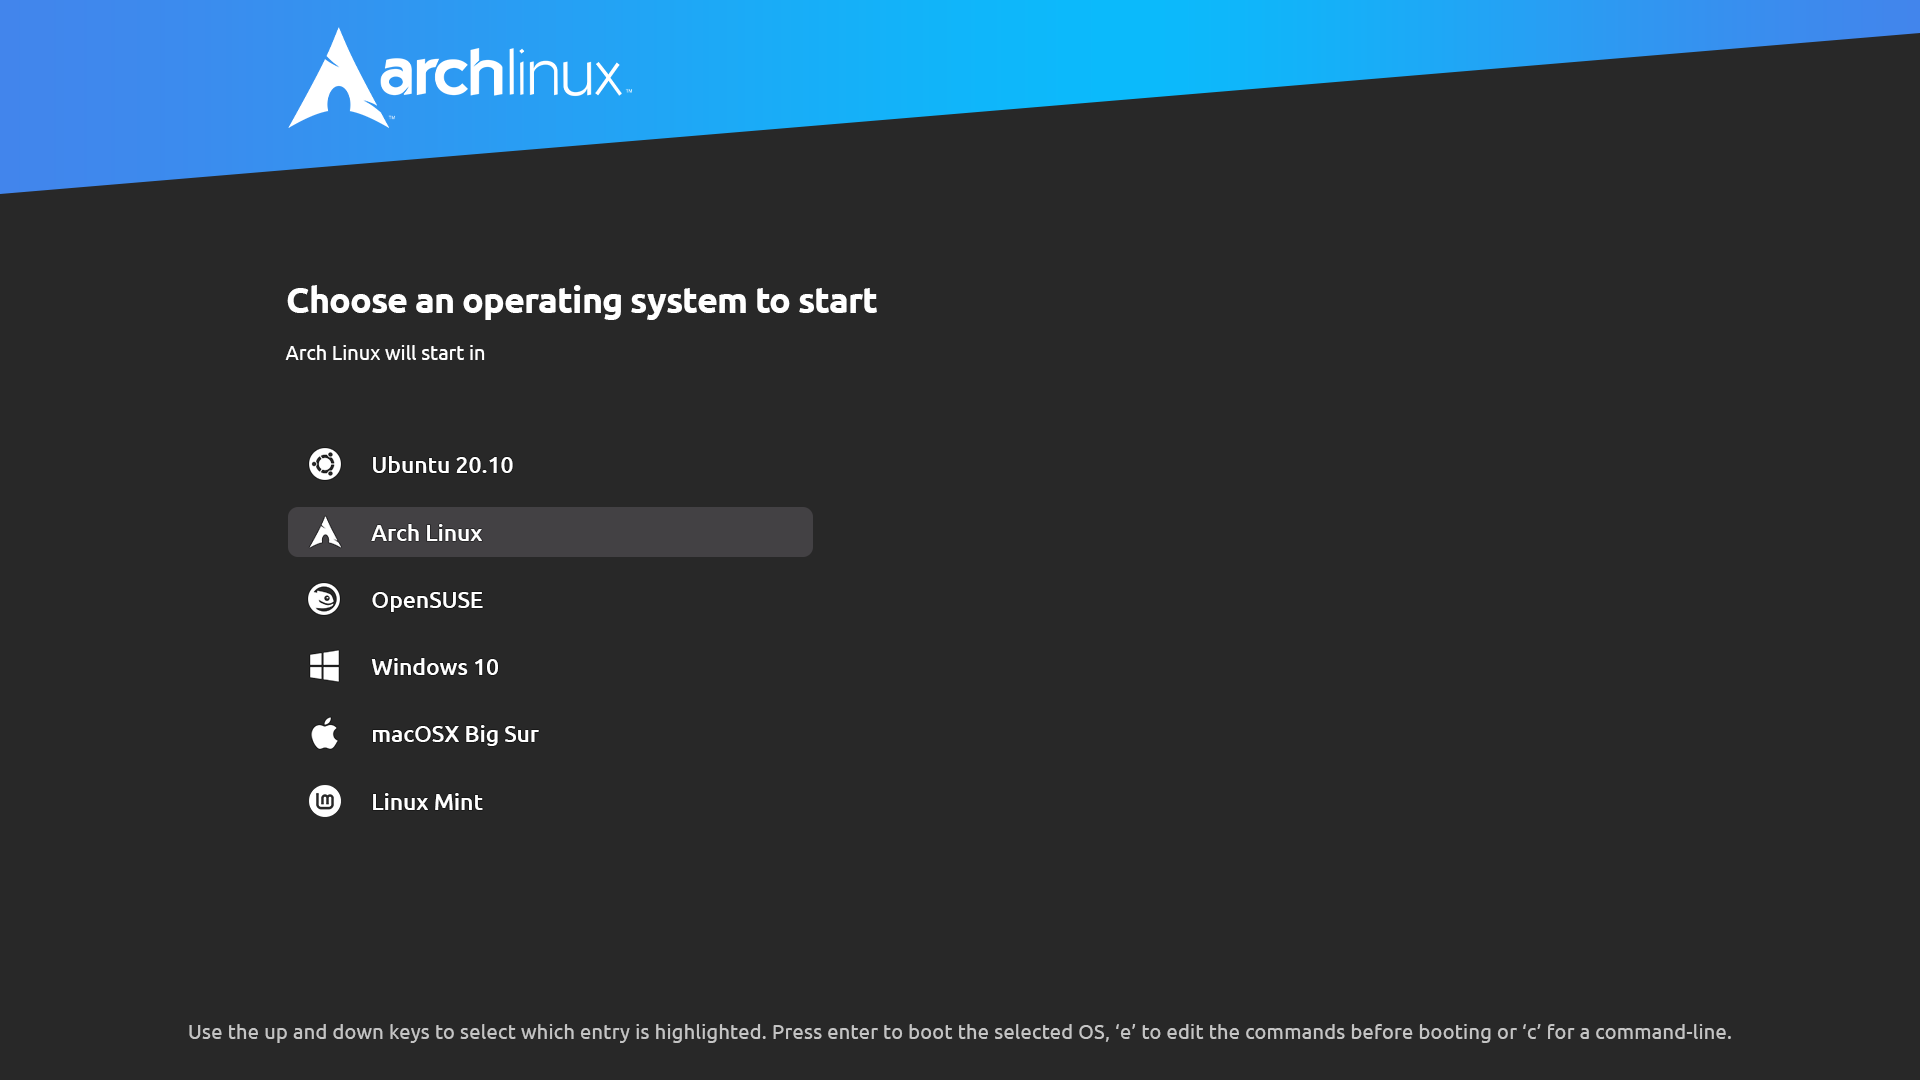 archlinux™
™
Choose an operating system to start
Arch Linux will start in
Ubuntu 20.10
Arch Linux
OpenSUSE
Windows 10
macOSX Big Sur
Linux Mint
Use the up and down keys to select which entry is highlighted. Press enter to boot the selected OS, ‘e’ to edit the commands before booting or ‘c’ for a command-line.